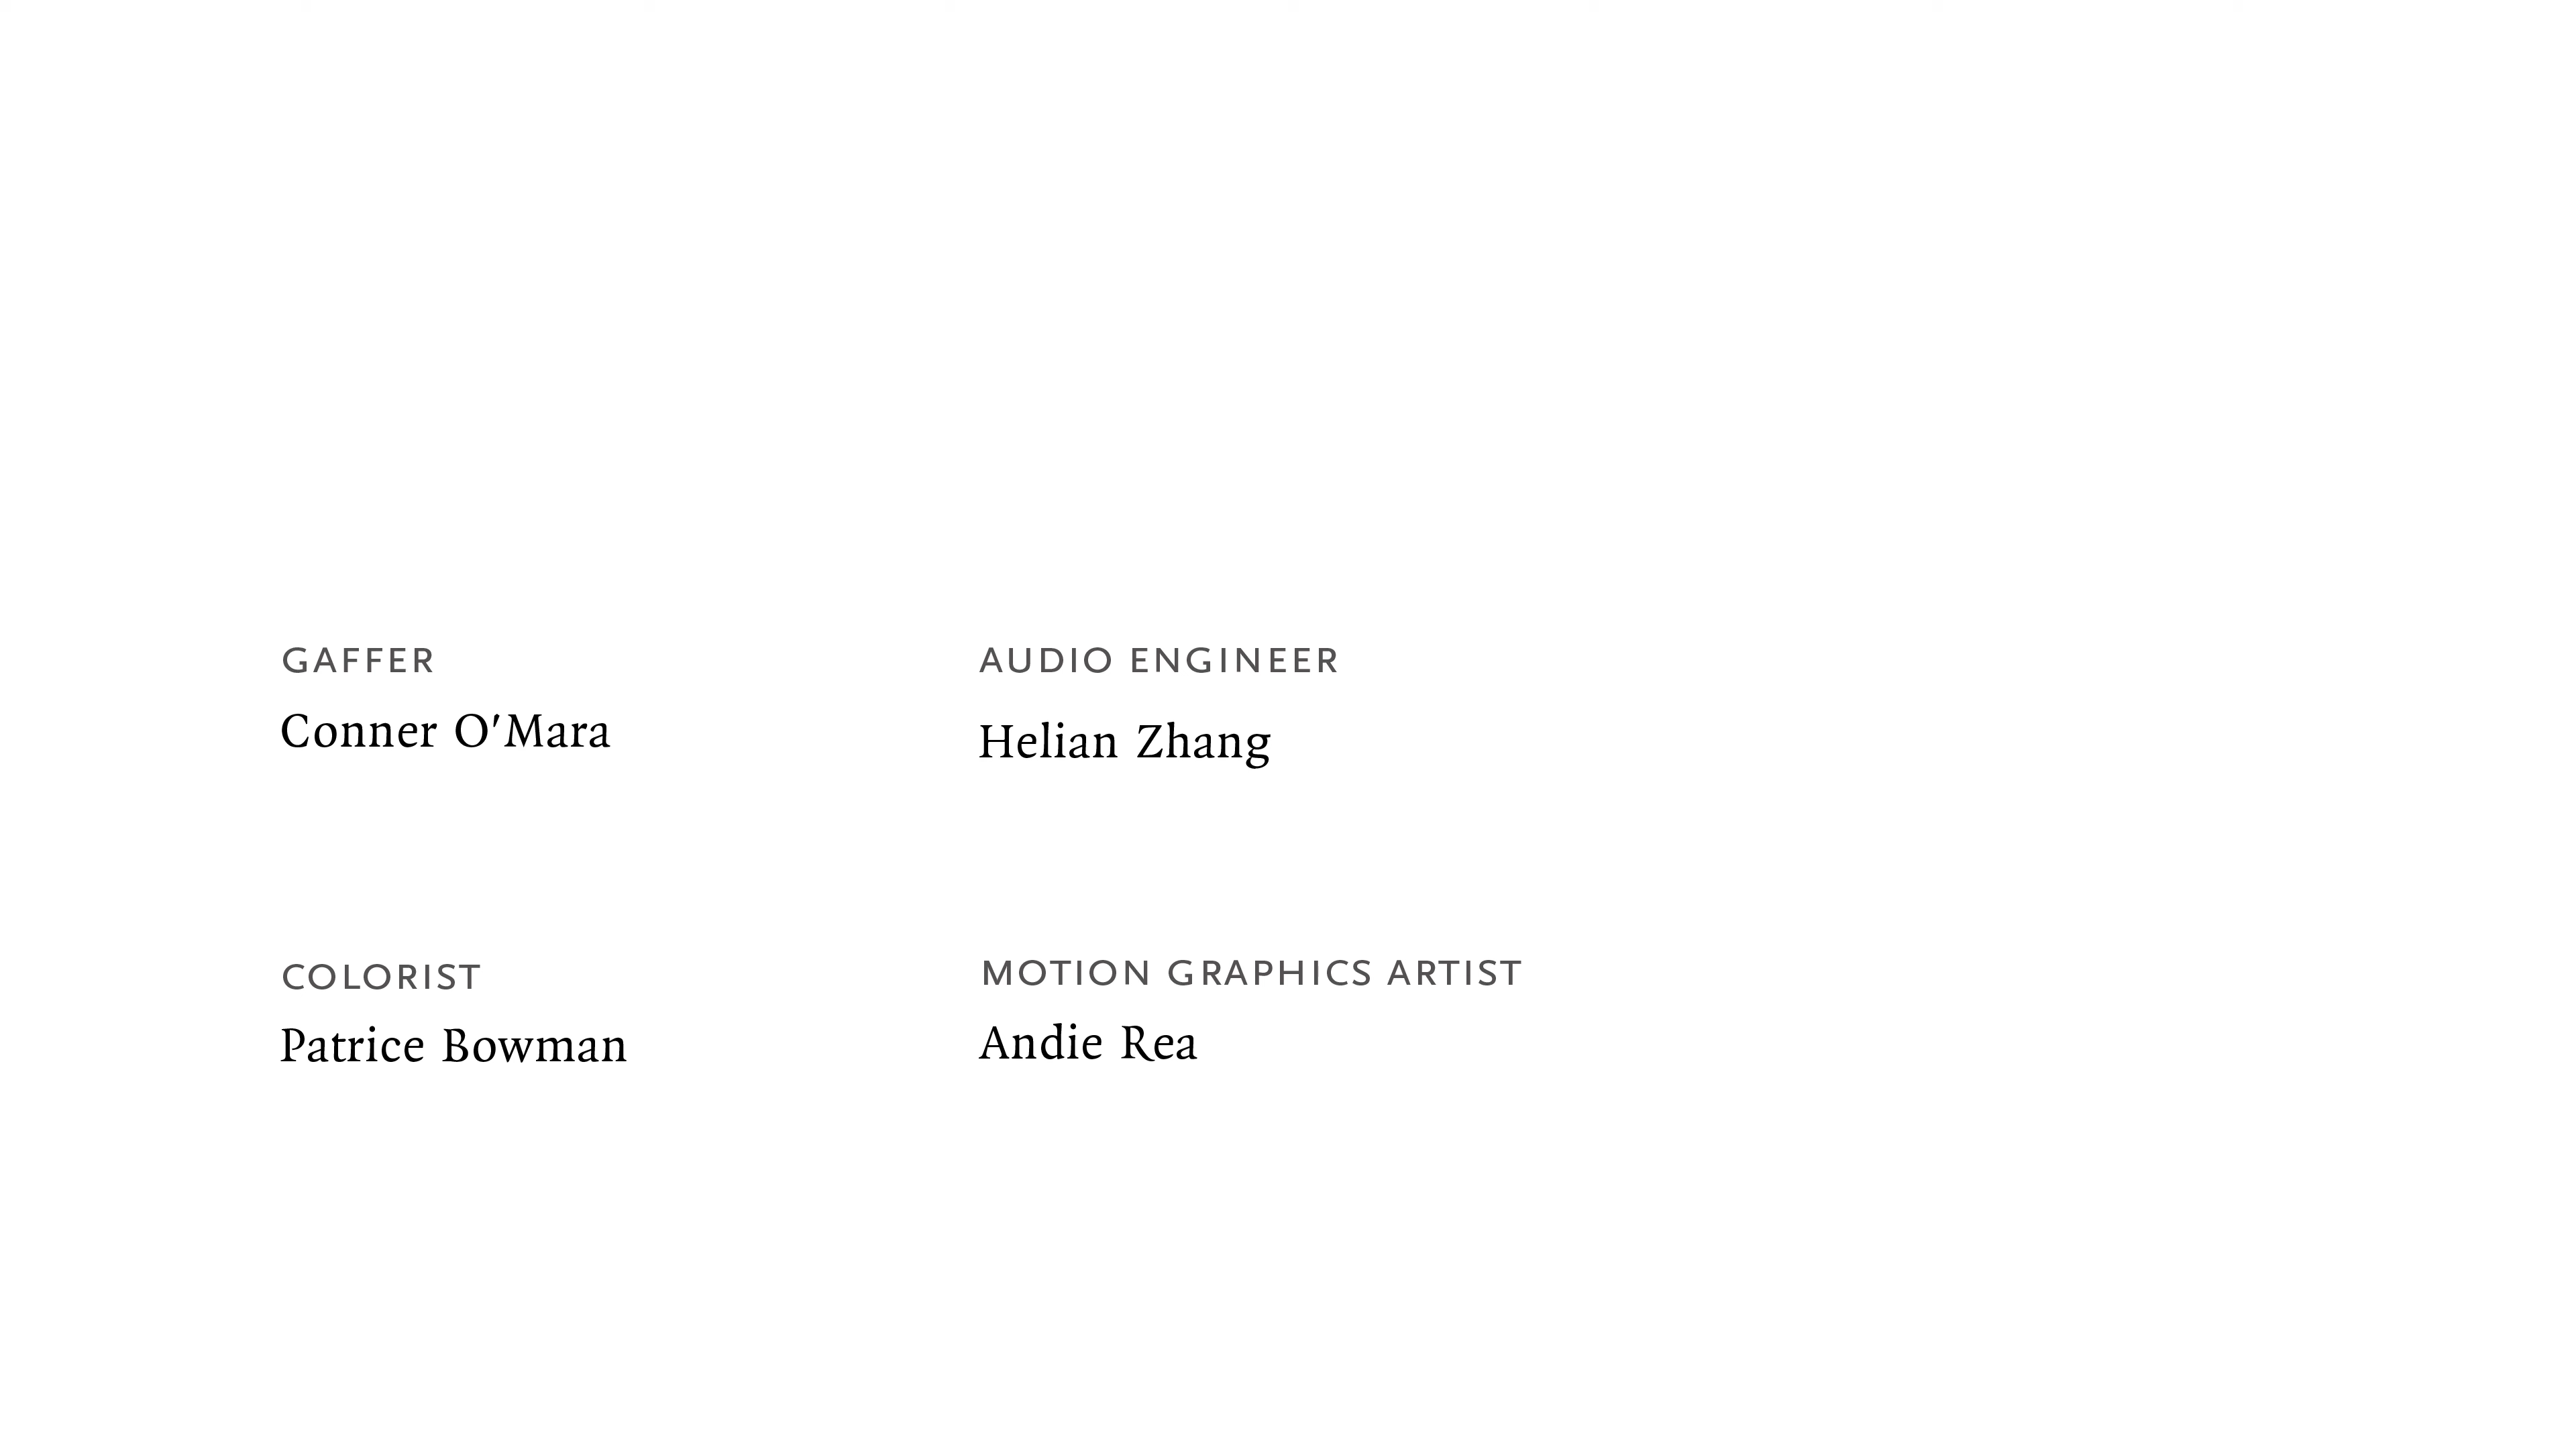 GAFFER
Conner O'Mara
AUDIO ENGINEER
Helian Zhang
COLORIST
Patrice Bowman
MOTION GRAPHICS ARTIST
Andie Rea